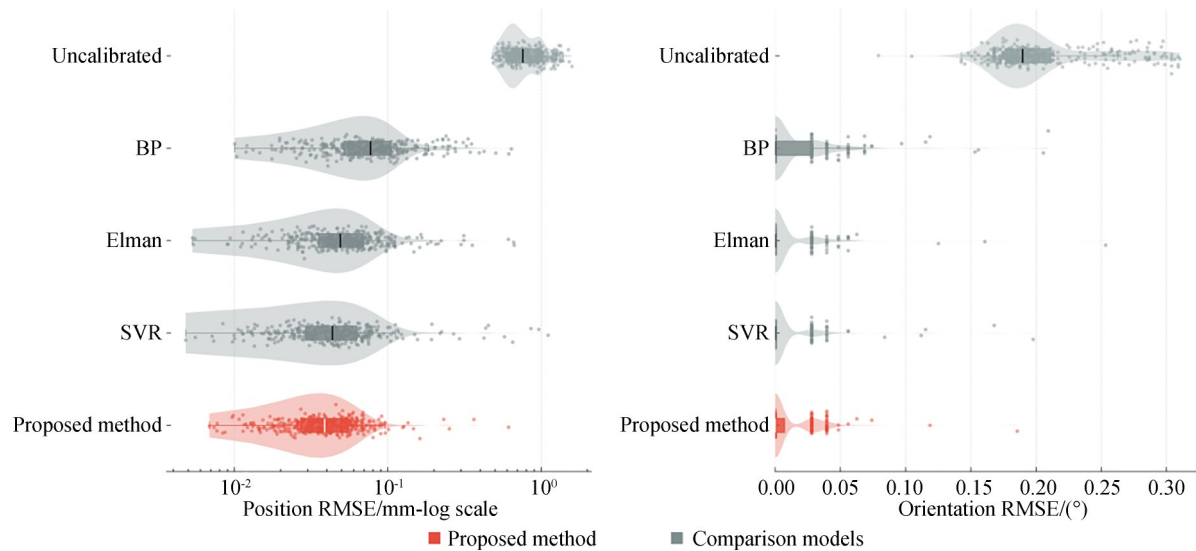 Uncalibrated
BP
Elman
SVR
Proposed method
10⁻² 10⁻¹ 10⁰
Position RMSE/mm-log scale
Uncalibrated
BP
Elman
SVR
Proposed method
0.00 0.05 0.10 0.15 0.20 0.25 0.30
Orientation RMSE/(°)
Proposed method Comparison models